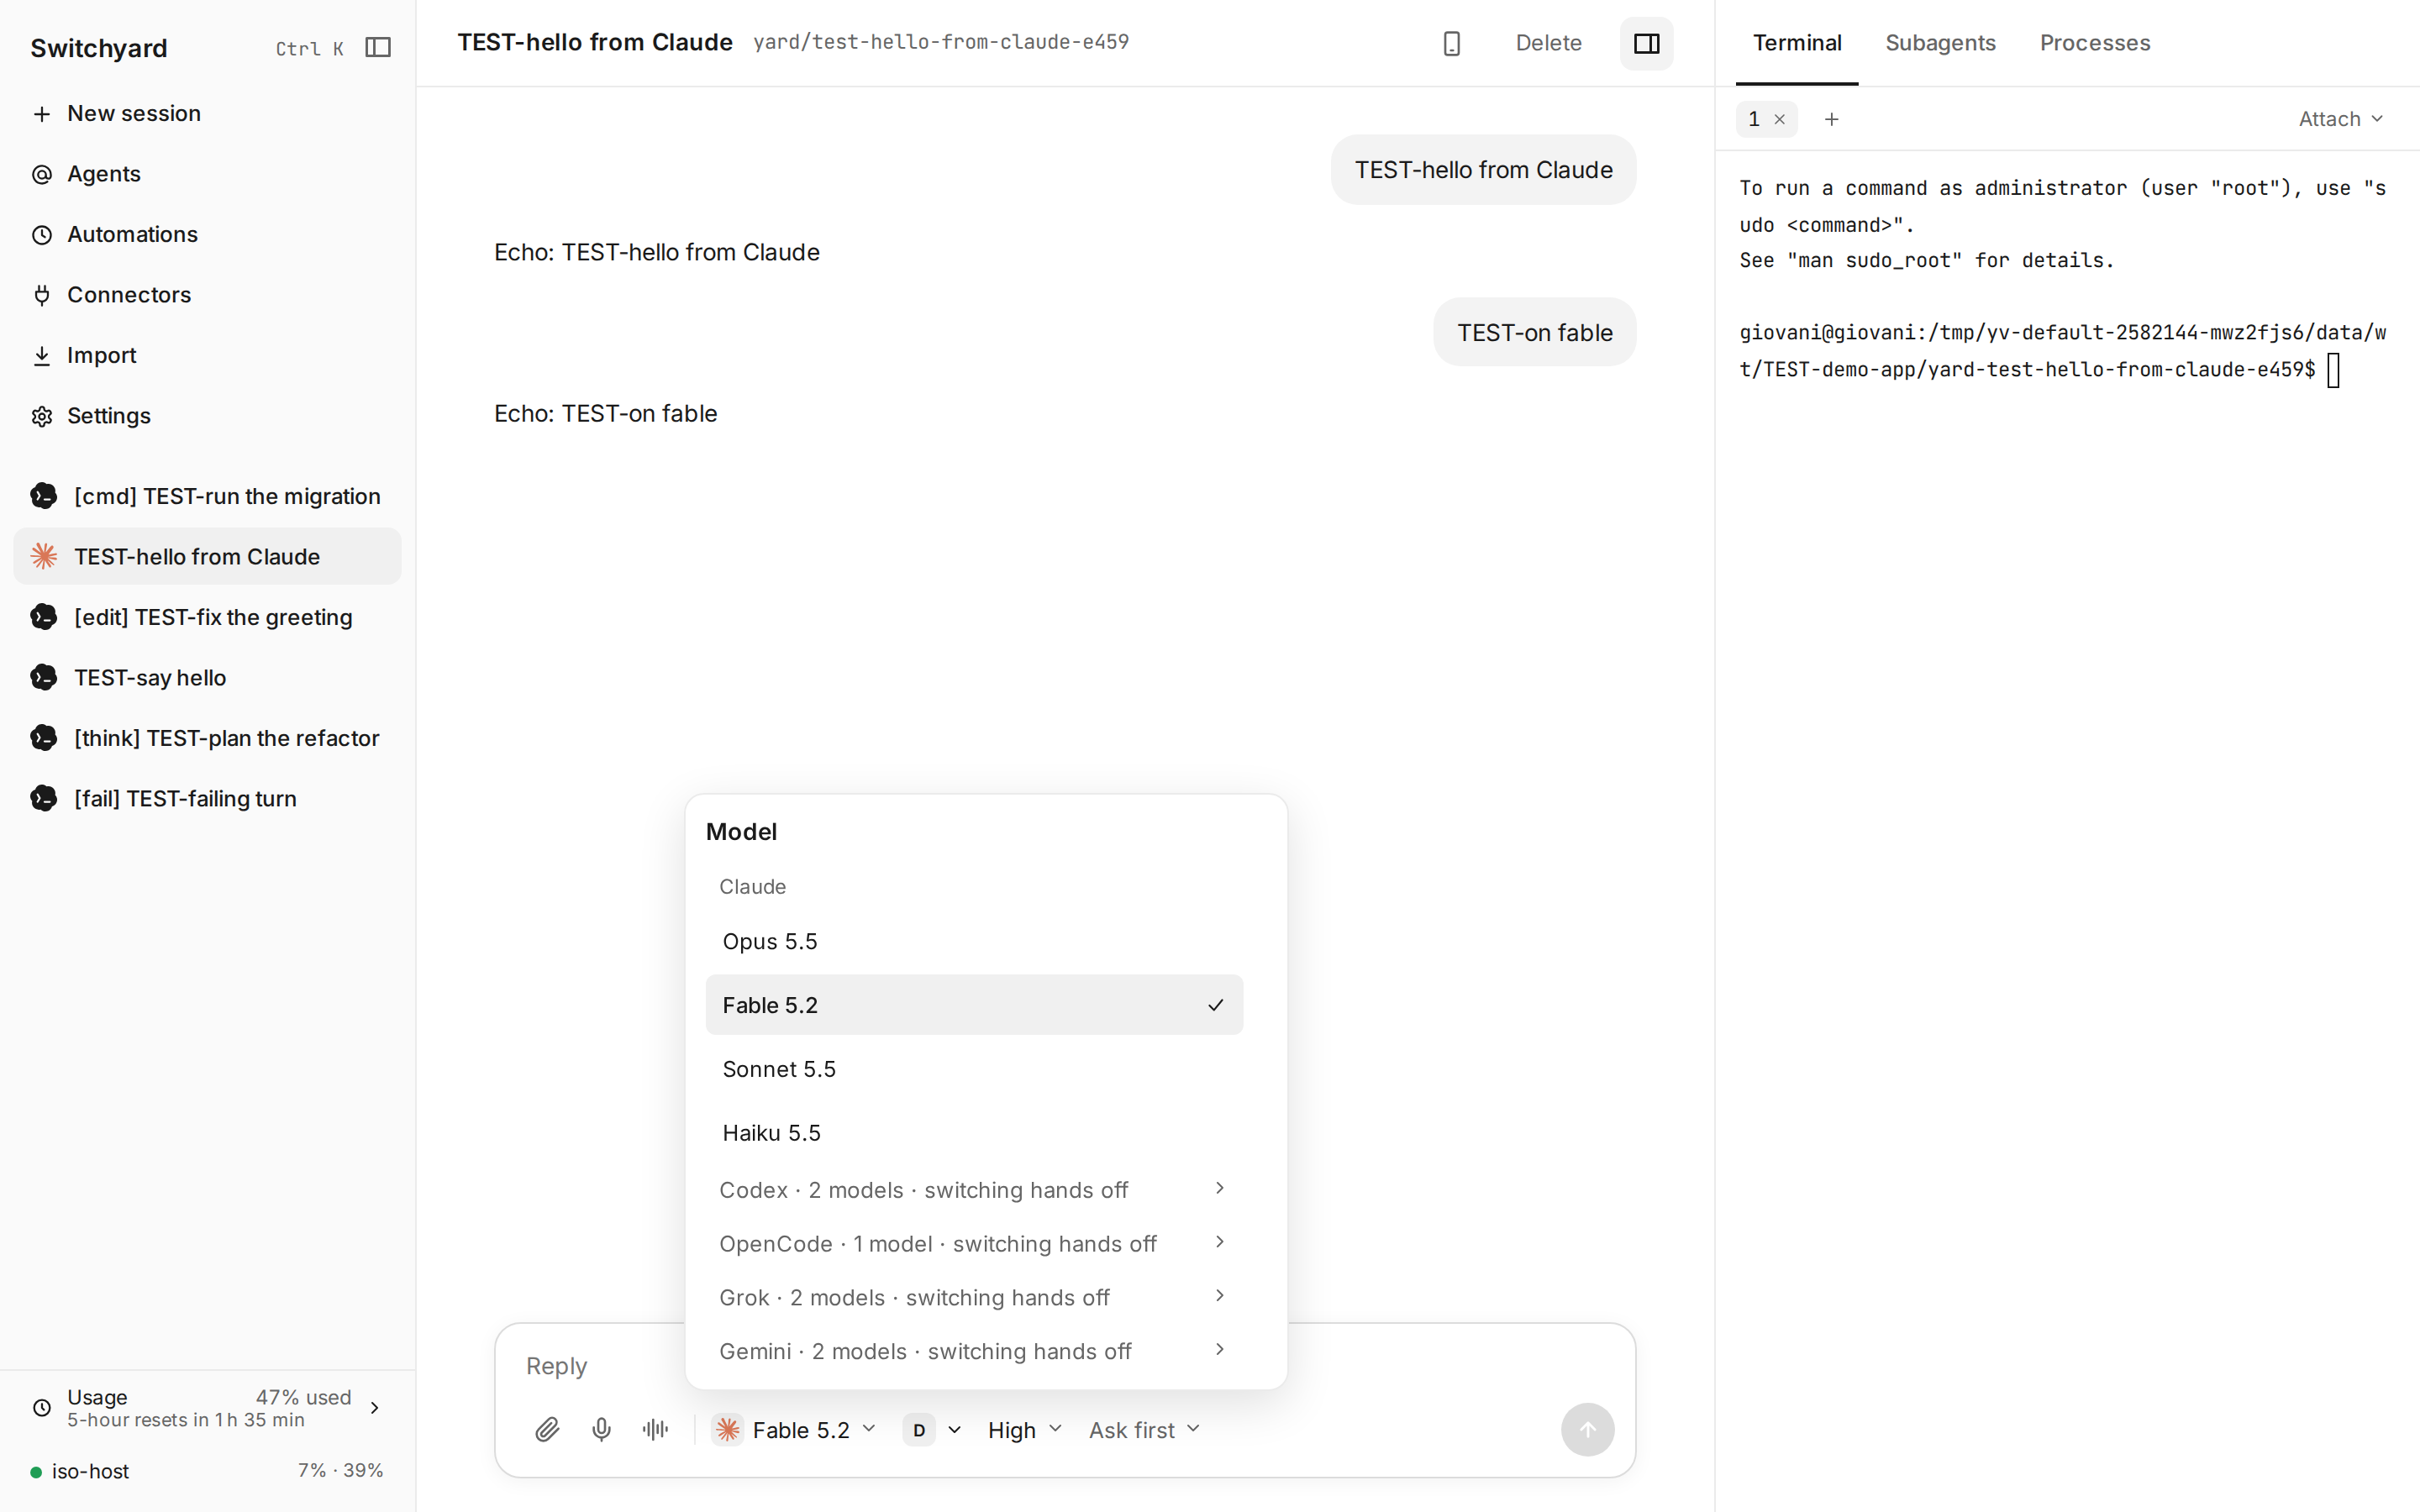 Switchyard
Ctrl K
New session
Agents
Automations
Connectors
Import
Settings
[cmd] TEST-run the migration
TEST-hello from Claude
[edit] TEST-fix the greeting
TEST-say hello
[think] TEST-plan the refactor
[fail] TEST-failing turn
Usage
47% used
5-hour resets in 1 h 35 min
iso-host
7% · 39%
TEST-hello from Claude
yard/test-hello-from-claude-e459
Delete
TEST-hello from Claude
Echo: TEST-hello from Claude
TEST-on fable
Echo: TEST-on fable
Model
Claude
Opus 5.5
Fable 5.2
Sonnet 5.5
Haiku 5.5
Codex · 2 models · switching hands off
OpenCode · 1 model · switching hands off
Grok · 2 models · switching hands off
Gemini · 2 models · switching hands off
Reply
Fable 5.2
D
High
Ask first
Terminal
Subagents
Processes
1
Attach
To run a command as administrator (user "root"), use "s
udo <command>".
See "man sudo_root" for details.
giovani@giovani:/tmp/yv-default-2582144-mwz2fjs6/data/w
t/TEST-demo-app/yard-test-hello-from-claude-e459$